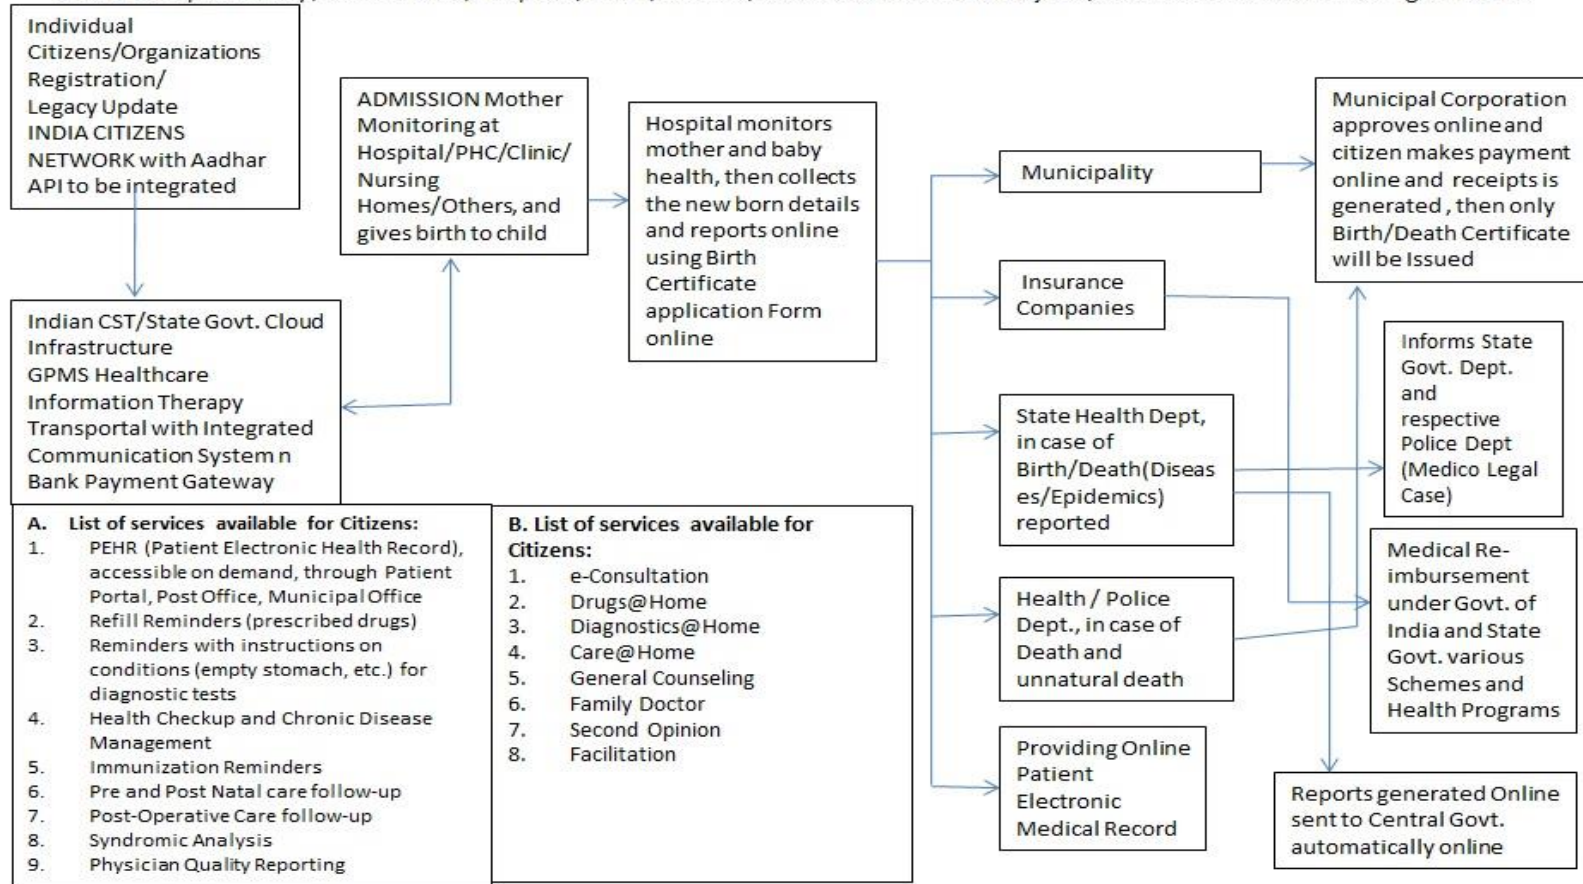 Individual
Citizens/Organizations
Registration/
Legacy Update
INDIA CITIZENS
NETWORK with Aadhar
API to be integrated
Indian CST/State Govt. Cloud
Infrastructure
GPMS Healthcare
Information Therapy
Transportal with Integrated
Communication System n
Bank Payment Gateway
ADMISSION Mother
Monitoring at
Hospital/PHC/Clinic/
Nursing
Homes/Others, and
gives birth to child
Hospital monitors
mother and baby
health, then collects
the new born details
and reports online
using Birth
Certificate
application Form
online
Municipality
Insurance
Companies
State Health Dept,
in case of
Birth/Death(Diseas
es/Epidemics)
reported
Health / Police
Dept., in case of
Death and
unnatural death
Providing Online
Patient
Electronic
Medical Record
Municipal Corporation
approves online and
citizen makes payment
online and receipts is
generated , then only
Birth/Death Certificate
will be Issued
Informs State
Govt. Dept.
and
respective
Police Dept
(Medico Legal
Case)
Medical Re-
imbursement
under Govt. of
India and State
Govt. various
Schemes and
Health Programs
Reports generated Online
sent to Central Govt.
automatically online
A. List of services available for Citizens:
1. PEHR (Patient Electronic Health Record),
accessible on demand, through Patient
Portal, Post Office, Municipal Office
2. Refill Reminders (prescribed drugs)
3. Reminders with instructions on
conditions (empty stomach, etc.) for
diagnostic tests
4. Health Checkup and Chronic Disease
Management
5. Immunization Reminders
6. Pre and Post Natal care follow-up
7. Post-Operative Care follow-up
8. Syndromic Analysis
9. Physician Quality Reporting
B. List of services available for
Citizens:
1. e-Consultation
2. Drugs@Home
3. Diagnostics@Home
4. Care@Home
5. General Counseling
6. Family Doctor
7. Second Opinion
8. Facilitation